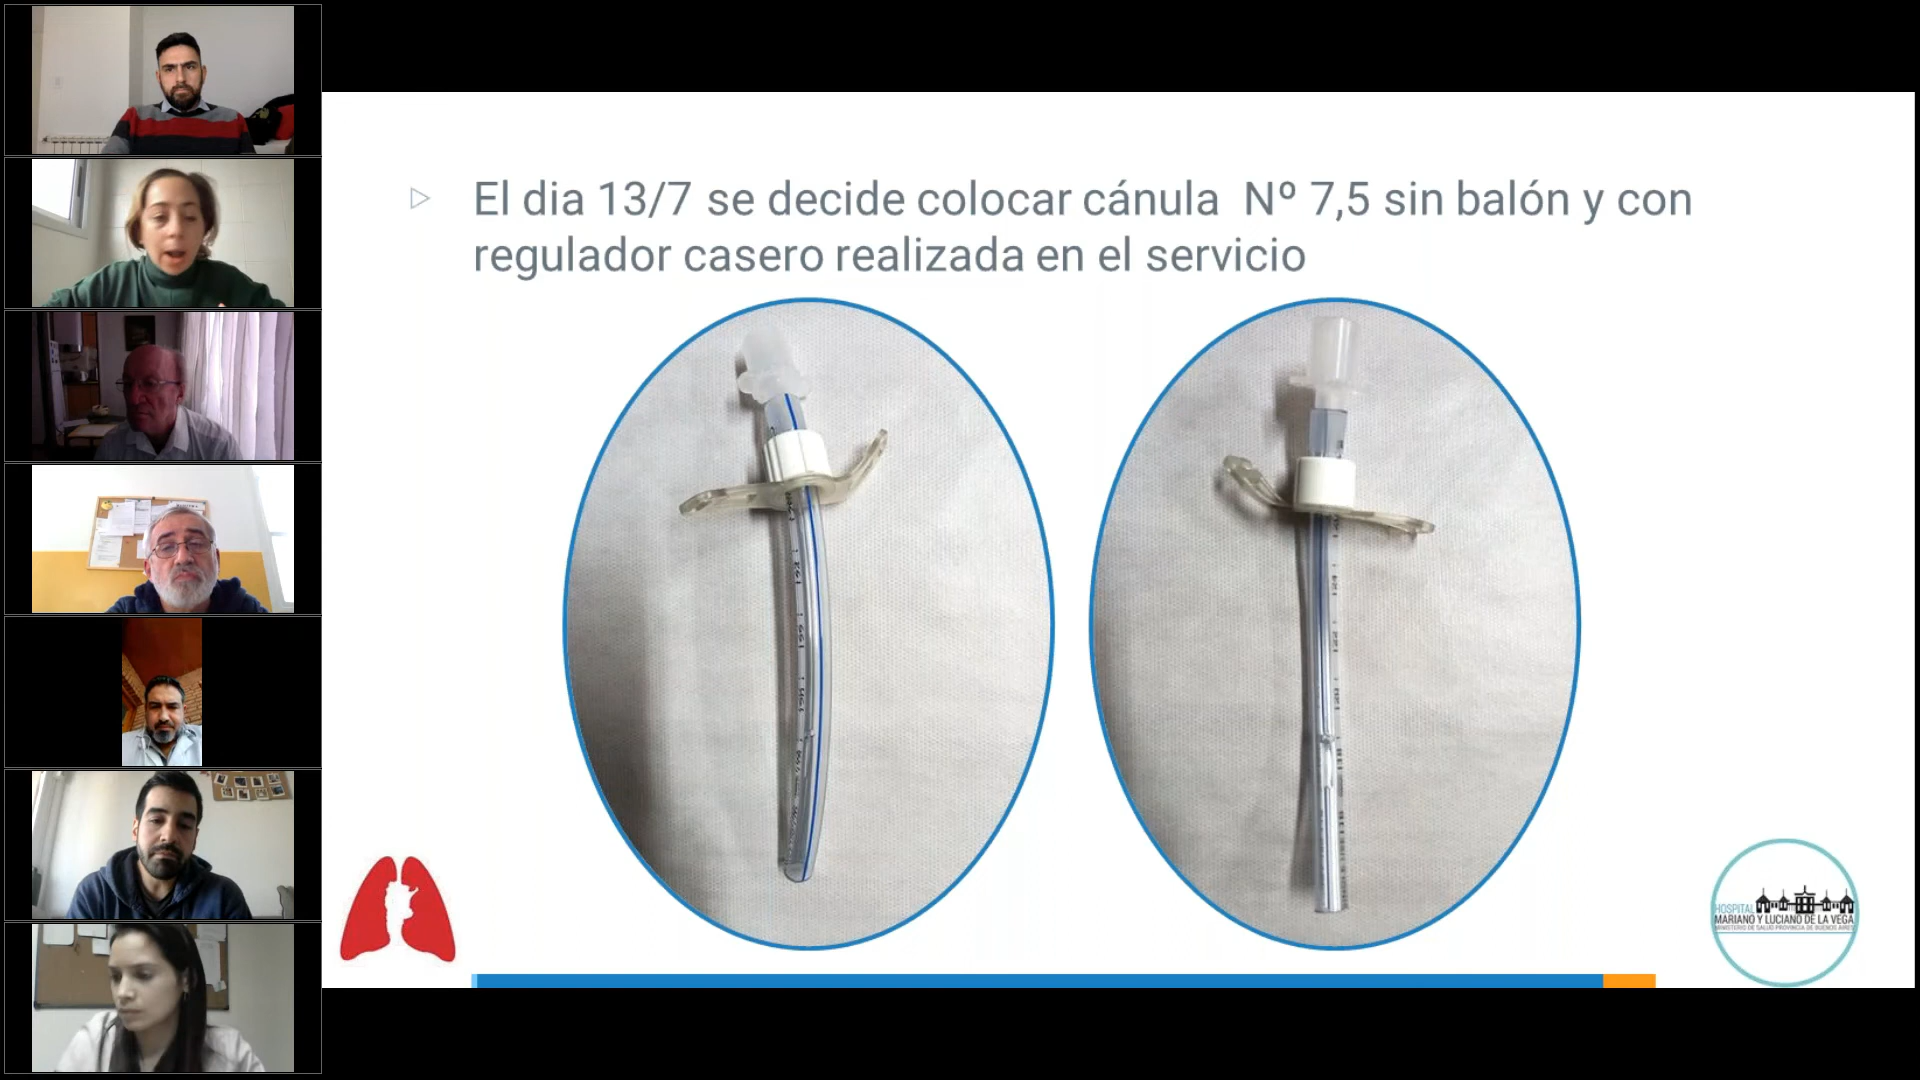 El dia 13/7 se decide colocar cánula Nº 7,5 sin balón y con
regulador casero realizada en el servicio
HOSPITAL
MARIANO Y LUCIANO DE LA VEGA
MINISTERIO DE SALUD PROVINCIA DE BUENOS AIRES